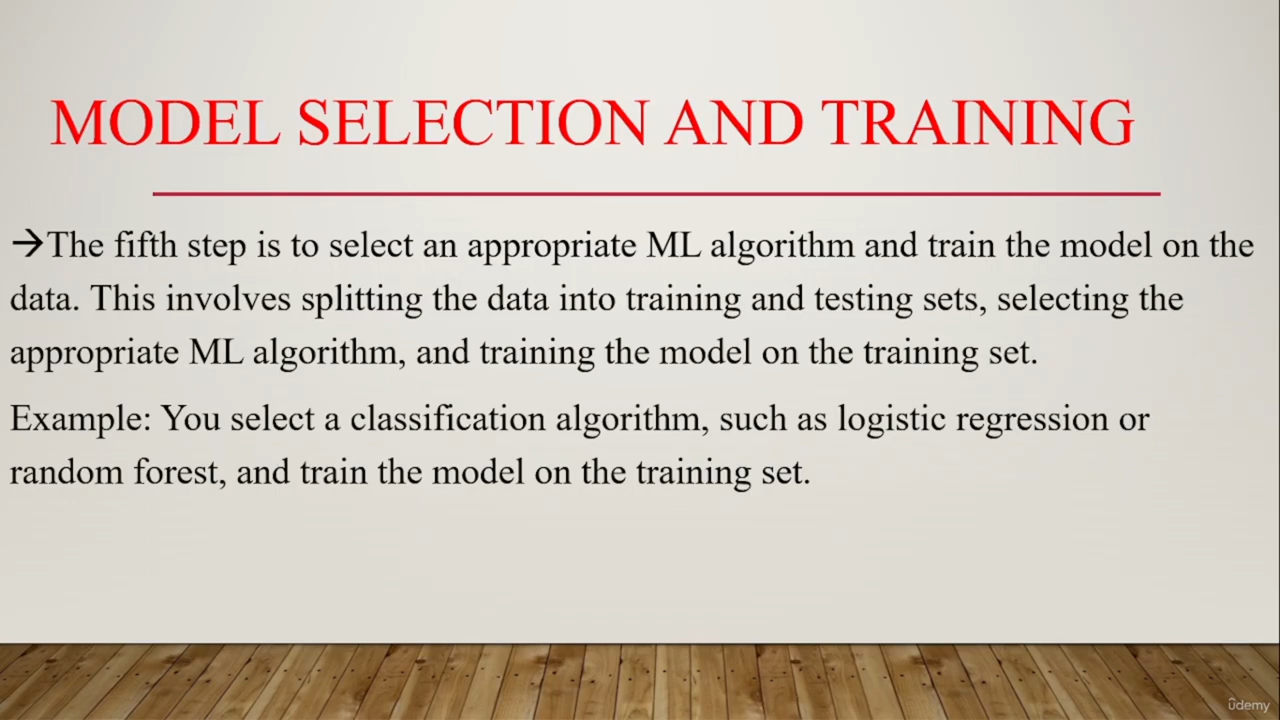 MODEL SELECTION AND TRAINING
→The fifth step is to select an appropriate ML algorithm and train the model on the
data. This involves splitting the data into training and testing sets, selecting the
appropriate ML algorithm, and training the model on the training set.
Example: You select a classification algorithm, such as logistic regression or
random forest, and train the model on the training set.
ûdemy